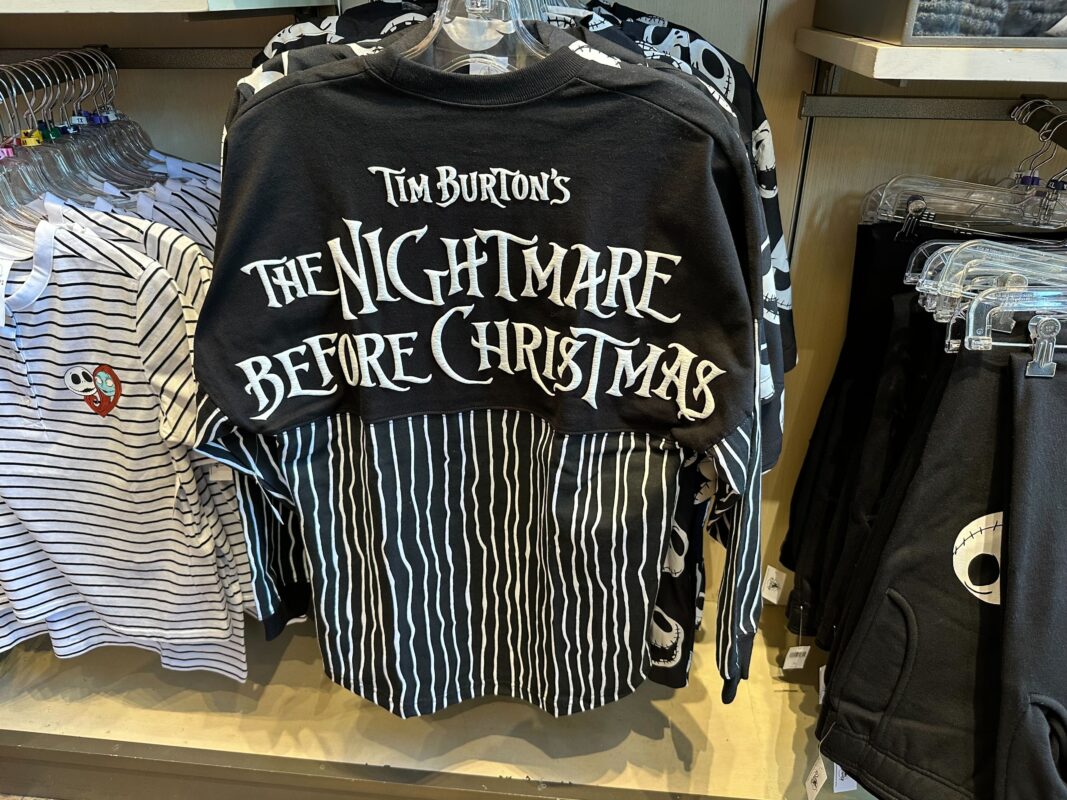 TIM BURTON'S
THE NIGHTMARE
BEFORE CHRISTMAS